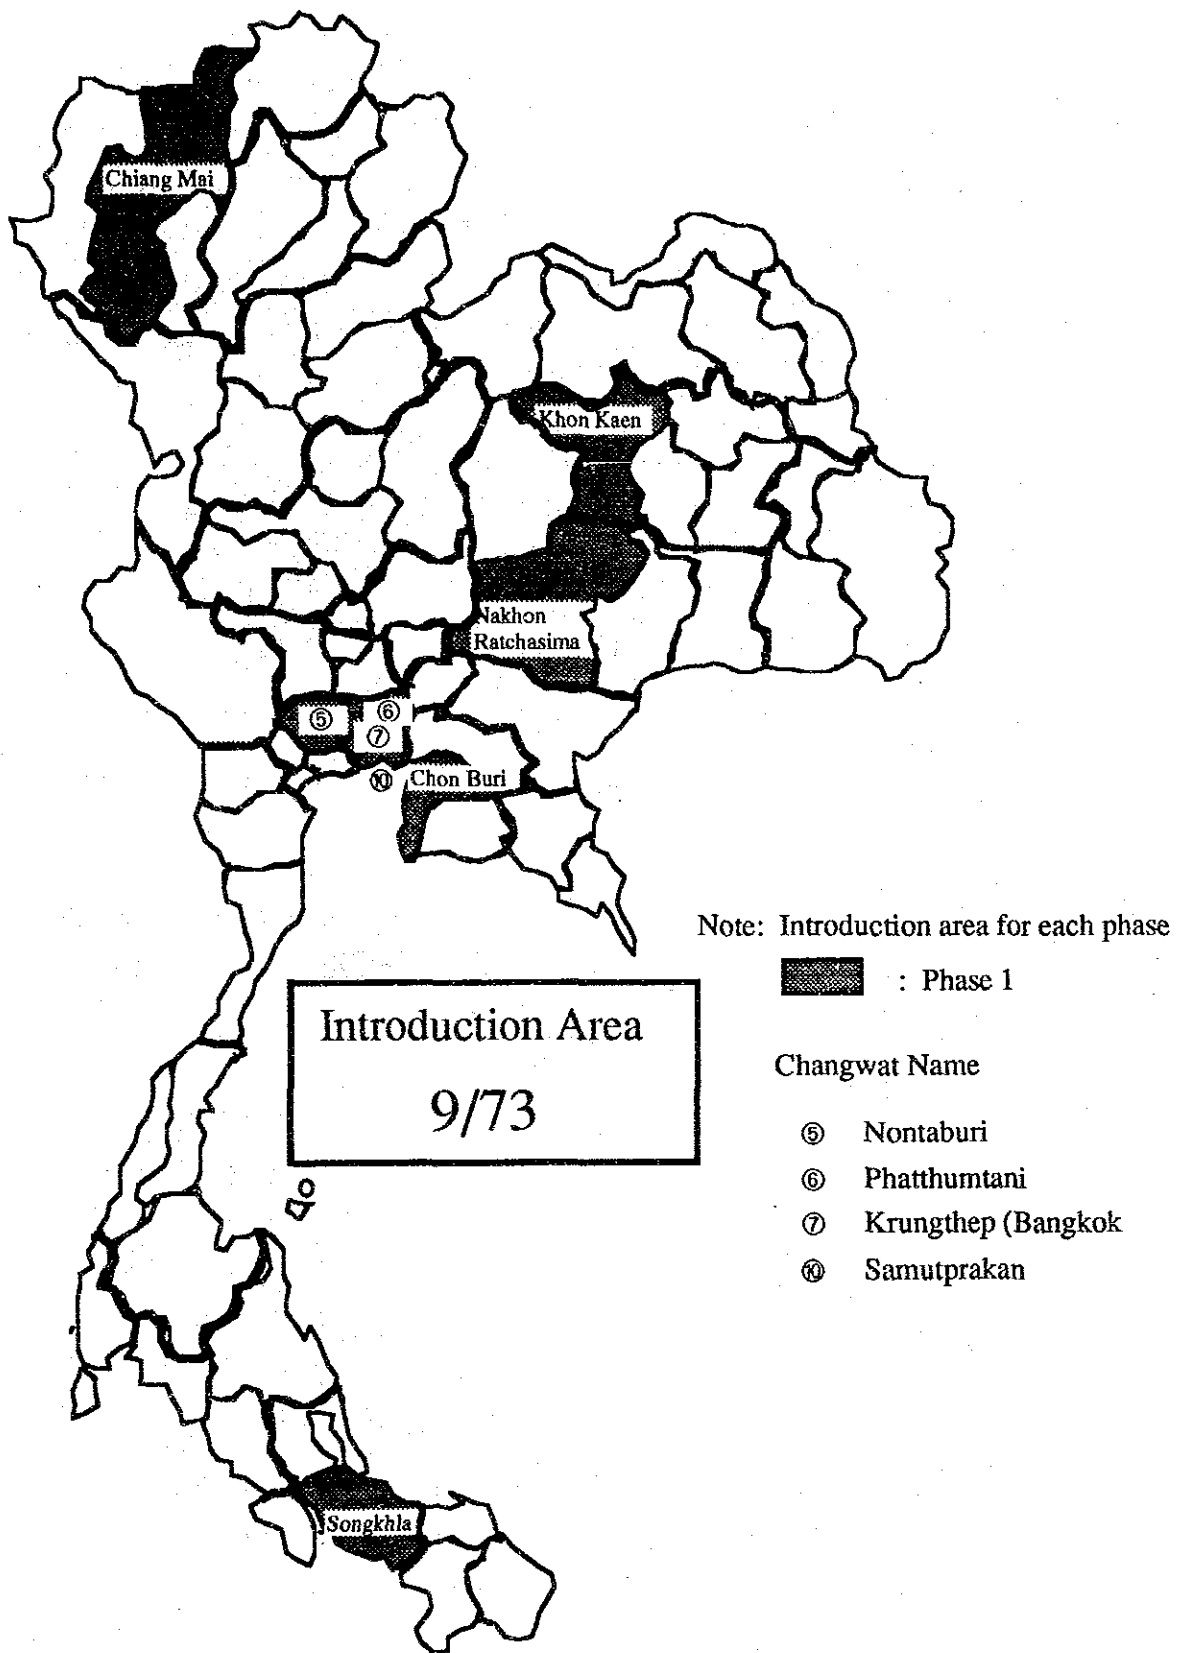 Chiang Mai
Khon Kaen
Nakhon
Ratchasima
⑤
⑥
⑦
⑩
Chon Buri
Note: Introduction area for each phase
: Phase 1
Introduction Area
9/73
Changwat Name
⑤ Nontaburi
⑥ Phatthumtani
⑦ Krungthep (Bangkok
⑩ Samutprakan
Songkhla